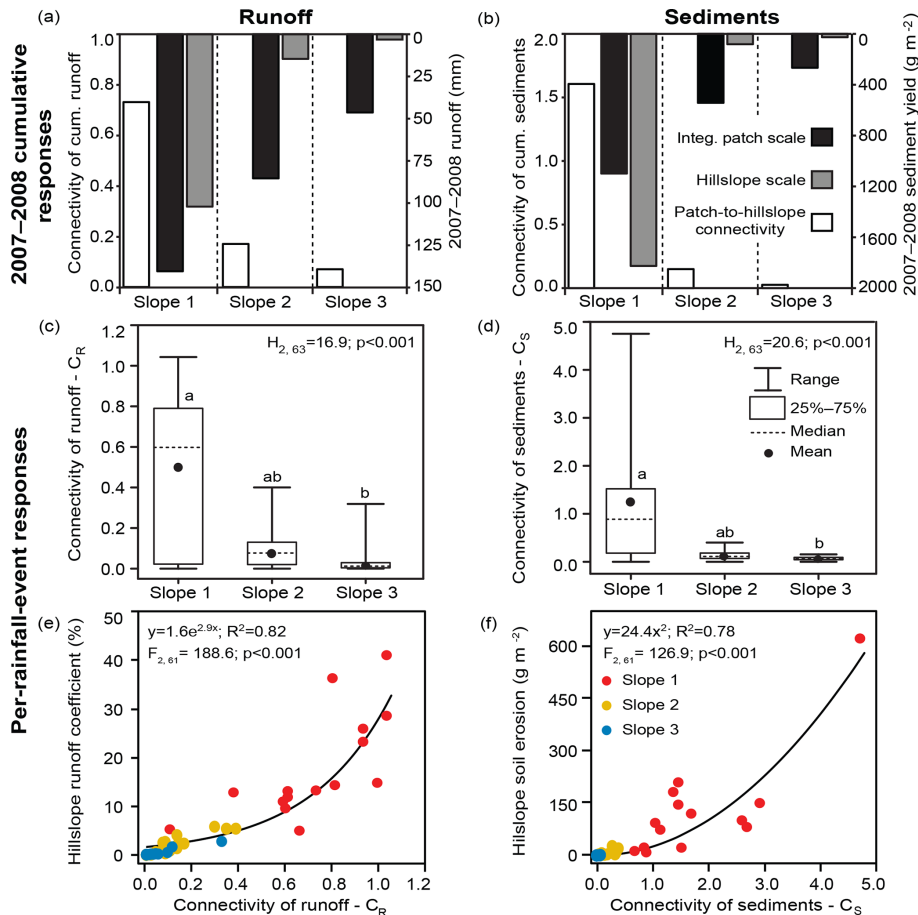 Runoff
Sediments
2007–2008 cumulative
responses
Per-rainfall-event responses
(a)
Connectivity of cum. runoff
1.0
0.8
0.6
0.4
0.2
0.0
0
25
50
75
100
125
150
2007–2008 runoff (mm)
Slope 1 Slope 2 Slope 3
(b)
Connectivity of cum. sediments
2.0
1.5
1.0
0.5
0.0
0
400
800
1200
1600
2000
2007–2008 sediment yield (g m-2)
Integ. patch scale
Hillslope scale
Patch-to-hillslope
connectivity
Slope 1 Slope 2 Slope 3
(c)
Connectivity of runoff - CR
1.2
1.0
0.8
0.6
0.4
0.2
0.0
H2, 63=16.9; p<0.001
a
ab
b
Slope 1 Slope 2 Slope 3
(d)
Connectivity of sediments - CS
5.0
4.0
3.0
2.0
1.0
0.0
H2, 63=20.6; p<0.001
Range
25%–75%
Median
Mean
a
ab
b
Slope 1 Slope 2 Slope 3
(e)
Hillslope runoff coefficient (%)
50
40
30
20
10
0
y=1.6e2.9x; R2=0.82
F2, 61= 188.6; p<0.001
0.0 0.2 0.4 0.6 0.8 1.0 1.2
Connectivity of runoff - CR
(f)
Hillslope soil erosion (g m-2)
600
450
300
150
0
y=24.4x2; R2=0.78
F2, 61= 126.9; p<0.001
Slope 1
Slope 2
Slope 3
0.0 1.0 2.0 3.0 4.0 5.0
Connectivity of sediments - CS